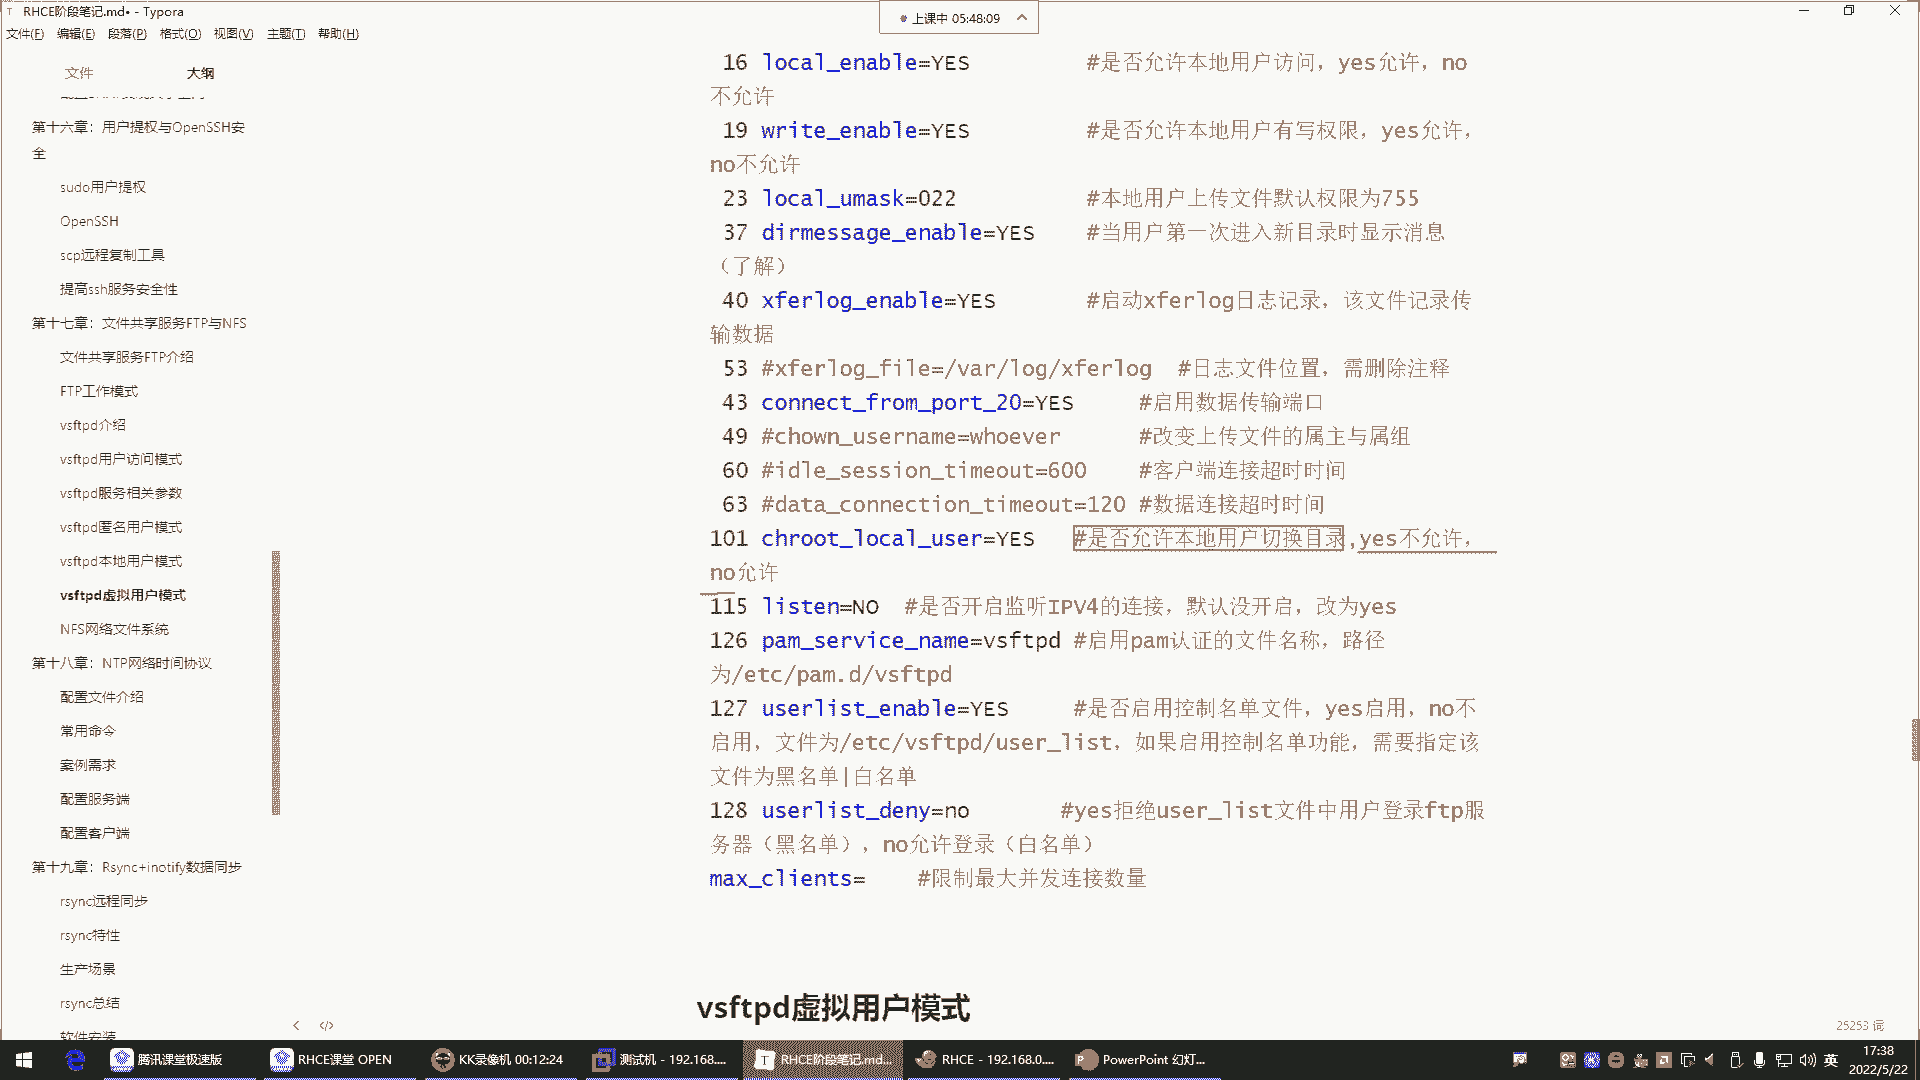 RHCE阶段笔记.md• - Typora
上课中 05:48:09
文件(F) 编辑(E) 段落(P) 格式(O) 视图(V) 主题(T) 帮助(H)
文件 大纲
第十六章：用户提权与OpenSSH安
全
sudo用户提权
OpenSSH
scp远程复制工具
提高ssh服务安全性
第十七章：文件共享服务FTP与NFS
文件共享服务FTP介绍
FTP工作模式
vsftpd介绍
vsftpd用户访问模式
vsftpd服务相关参数
vsftpd匿名用户模式
vsftpd本地用户模式
vsftpd虚拟用户模式
NFS网络文件系统
第十八章：NTP网络时间协议
配置文件介绍
常用命令
案例需求
配置服务端
配置客户端
第十九章：Rsync+inotify数据同步
rsync远程同步
rsync特性
生产场景
rsync总结
软件安装
16 local_enable=YES #是否允许本地用户访问，yes允许，no
不允许
19 write_enable=YES #是否允许本地用户有写权限，yes允许，
no不允许
23 local_umask=022 #本地用户上传文件默认权限为755
37 dirmessage_enable=YES #当用户第一次进入新目录时显示消息
（了解）
40 xferlog_enable=YES #启动xferlog日志记录，该文件记录传
输数据
53 #xferlog_file=/var/log/xferlog #日志文件位置，需删除注释
43 connect_from_port_20=YES #启用数据传输端口
49 #chown_username=whoever #改变上传文件的属主与属组
60 #idle_session_timeout=600 #客户端连接超时时间
63 #data_connection_timeout=120 #数据连接超时时间
101 chroot_local_user=YES #是否允许本地用户切换目录,yes不允许，
no允许
115 listen=NO #是否开启监听IPV4的连接，默认没开启，改为yes
126 pam_service_name=vsftpd #启用pam认证的文件名称，路径
为/etc/pam.d/vsftpd
127 userlist_enable=YES #是否启用控制名单文件，yes启用，no不
启用，文件为/etc/vsftpd/user_list，如果启用控制名单功能，需要指定该
文件为黑名单|白名单
128 userlist_deny=no #yes拒绝user_list文件中用户登录ftp服
务器（黑名单），no允许登录（白名单）
max_clients= #限制最大并发连接数量
vsftpd虚拟用户模式
25253 词
腾讯课堂极速版 RHCE课堂 OPEN KK录像机 00:12:24 测试机 - 192.168.... RHCE阶段笔记.md... RHCE - 192.168.0.... PowerPoint 幻灯... 英 17:38
2022/5/22